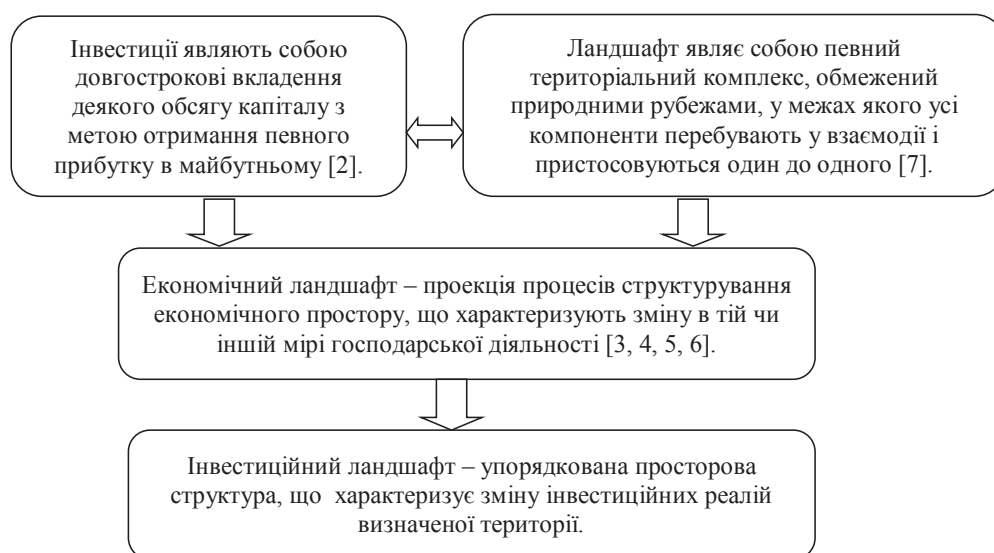 Інвестиції являють собою
довгострокові вкладення
деякого обсягу капіталу з
метою отримання певного
прибутку в майбутньому [2].
Ландшафт являє собою певний
територіальний комплекс, обмежений
природними рубежами, у межах якого усі
компоненти перебувають у взаємодії і
пристосовуються один до одного [7].
Економічний ландшафт – проекція процесів структурування
економічного простору, що характеризують зміну в тій чи
іншій мірі господарської діяльності [3, 4, 5, 6].
Інвестиційний ландшафт – упорядкована просторова
структура, що характеризує зміну інвестиційних реалій
визначеної території.